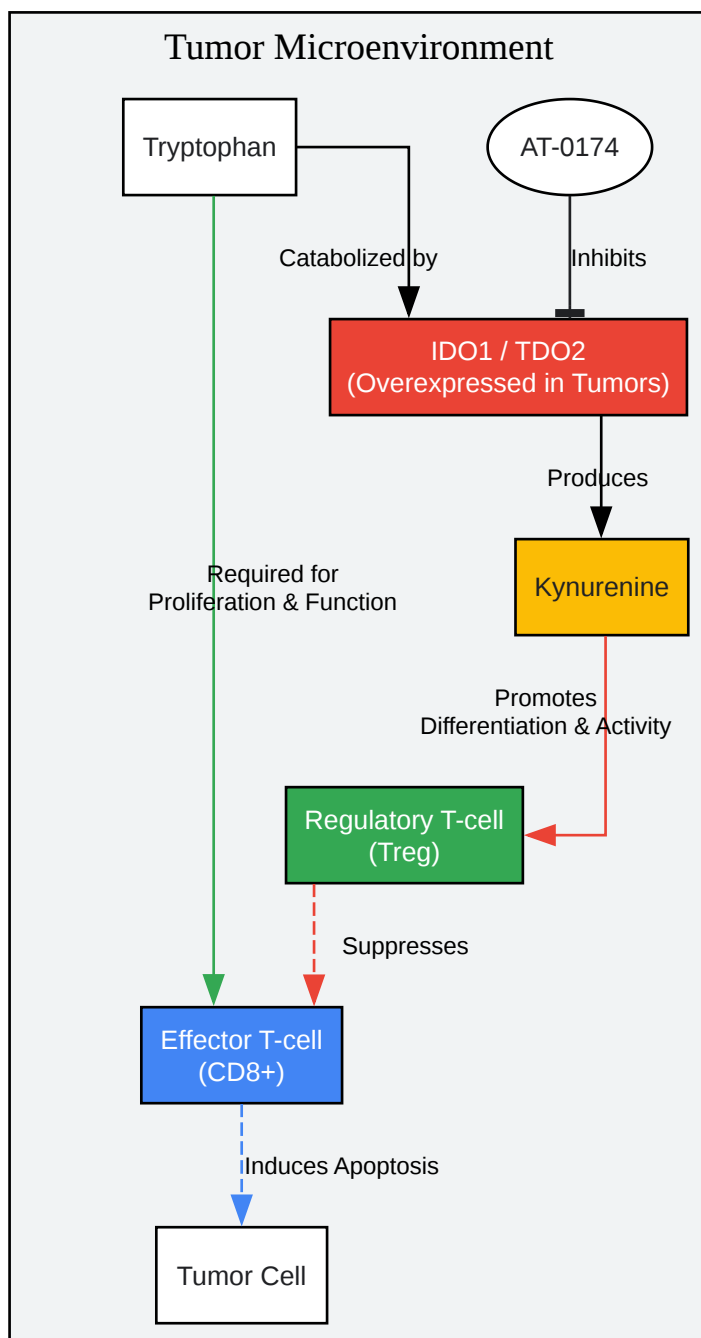 Tumor Microenvironment
Tryptophan
AT-0174
Catabolized by
Inhibits
IDO1 / TDO2
(Overexpressed in Tumors)
Produces
Required for
Proliferation & Function
Kynurenine
Promotes
Differentiation & Activity
Regulatory T-cell
(Treg)
Suppresses
Effector T-cell
(CD8+)
Induces Apoptosis
Tumor Cell